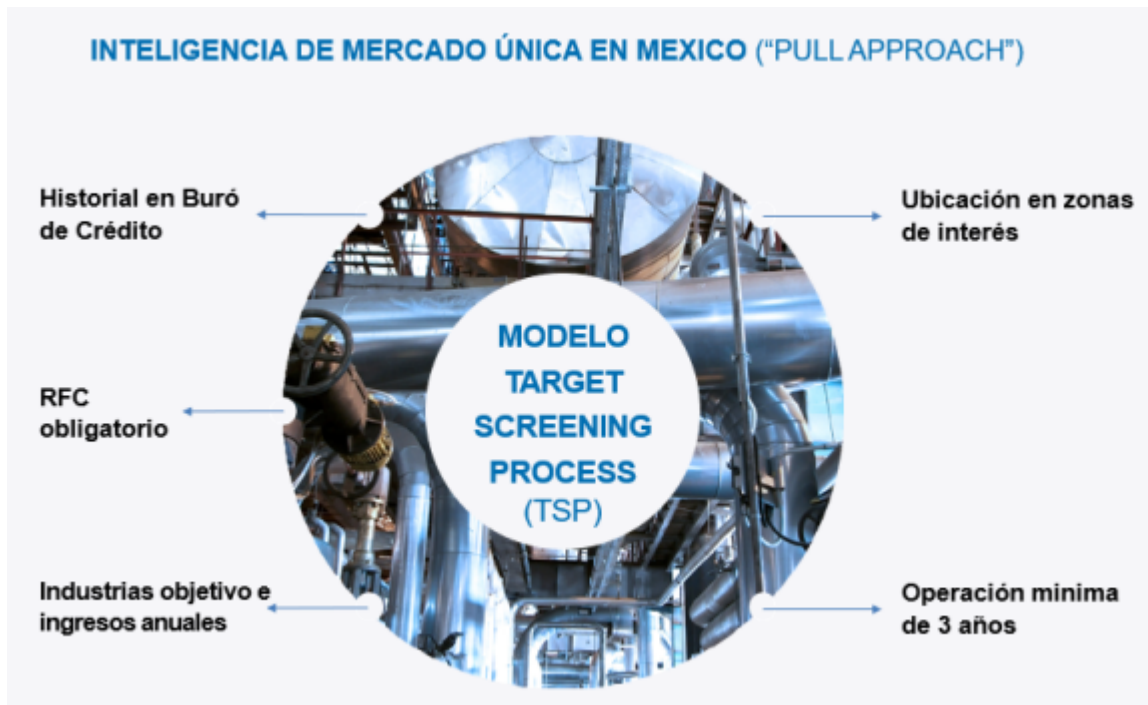 INTELIGENCIA DE MERCADO ÚNICA EN MEXICO (“PULL APPROACH”)
Historial en Buró
de Crédito
Ubicación en zonas
de interés
MODELO
TARGET
SCREENING
PROCESS
(TSP)
RFC
obligatorio
Industrias objetivo e
ingresos anuales
Operación minima
de 3 años